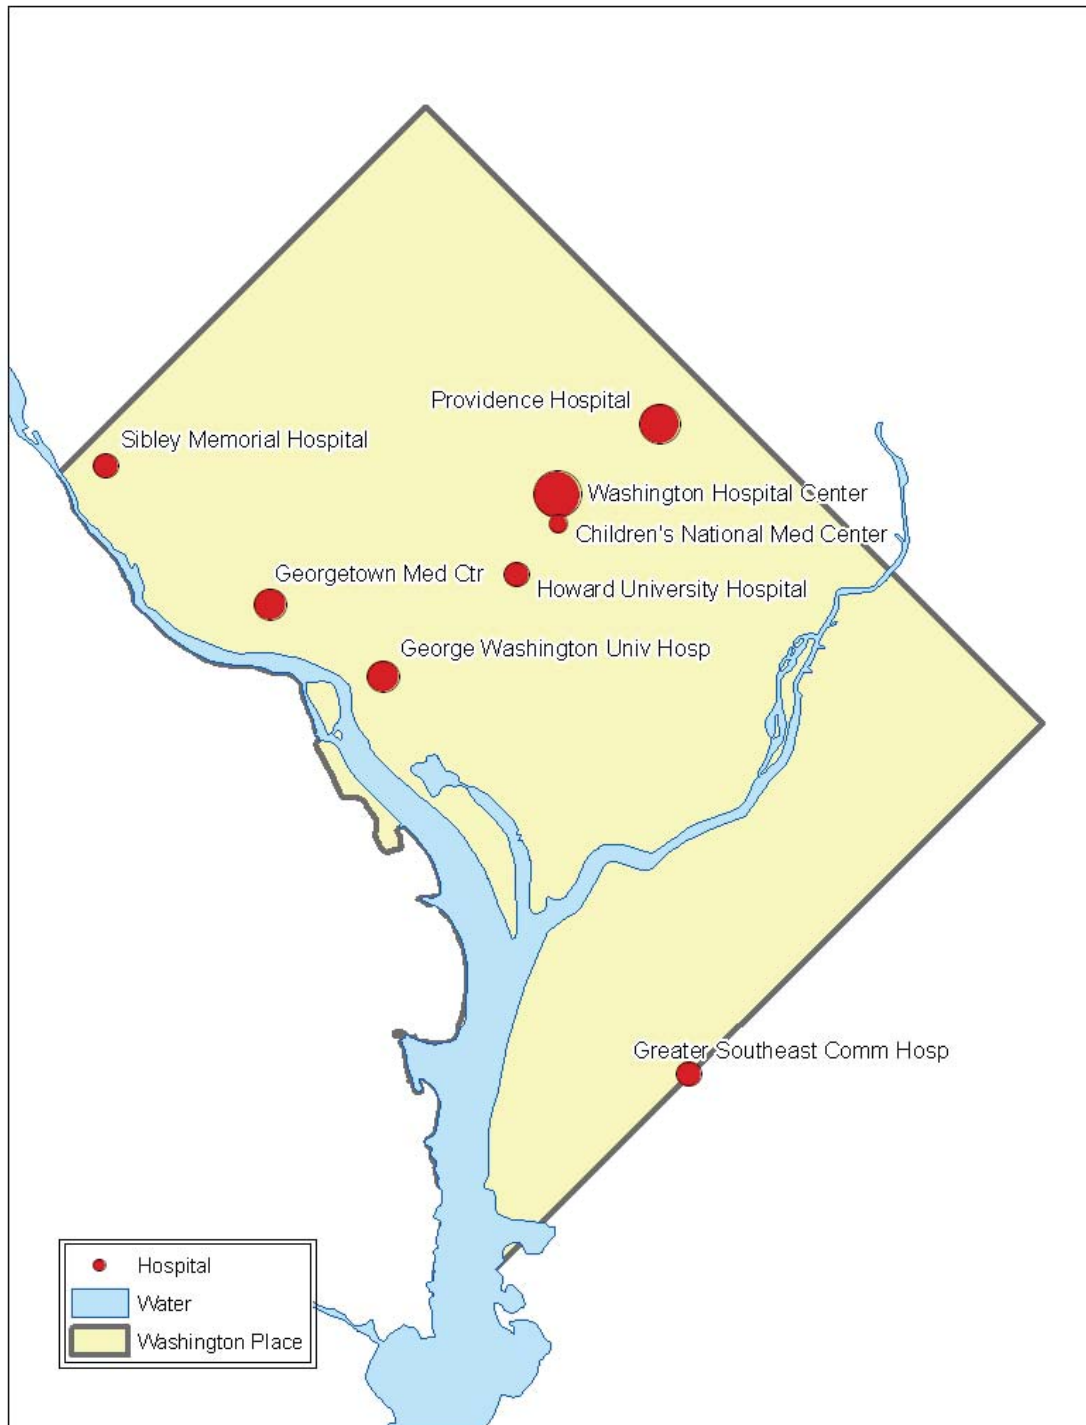 Providence Hospital
Sibley Memorial Hospital
Washington Hospital Center
Children's National Med Center
Georgetown Med Ctr
Howard University Hospital
George Washington Univ Hosp
Greater Southeast Comm Hosp
Hospital
Water
Washington Place